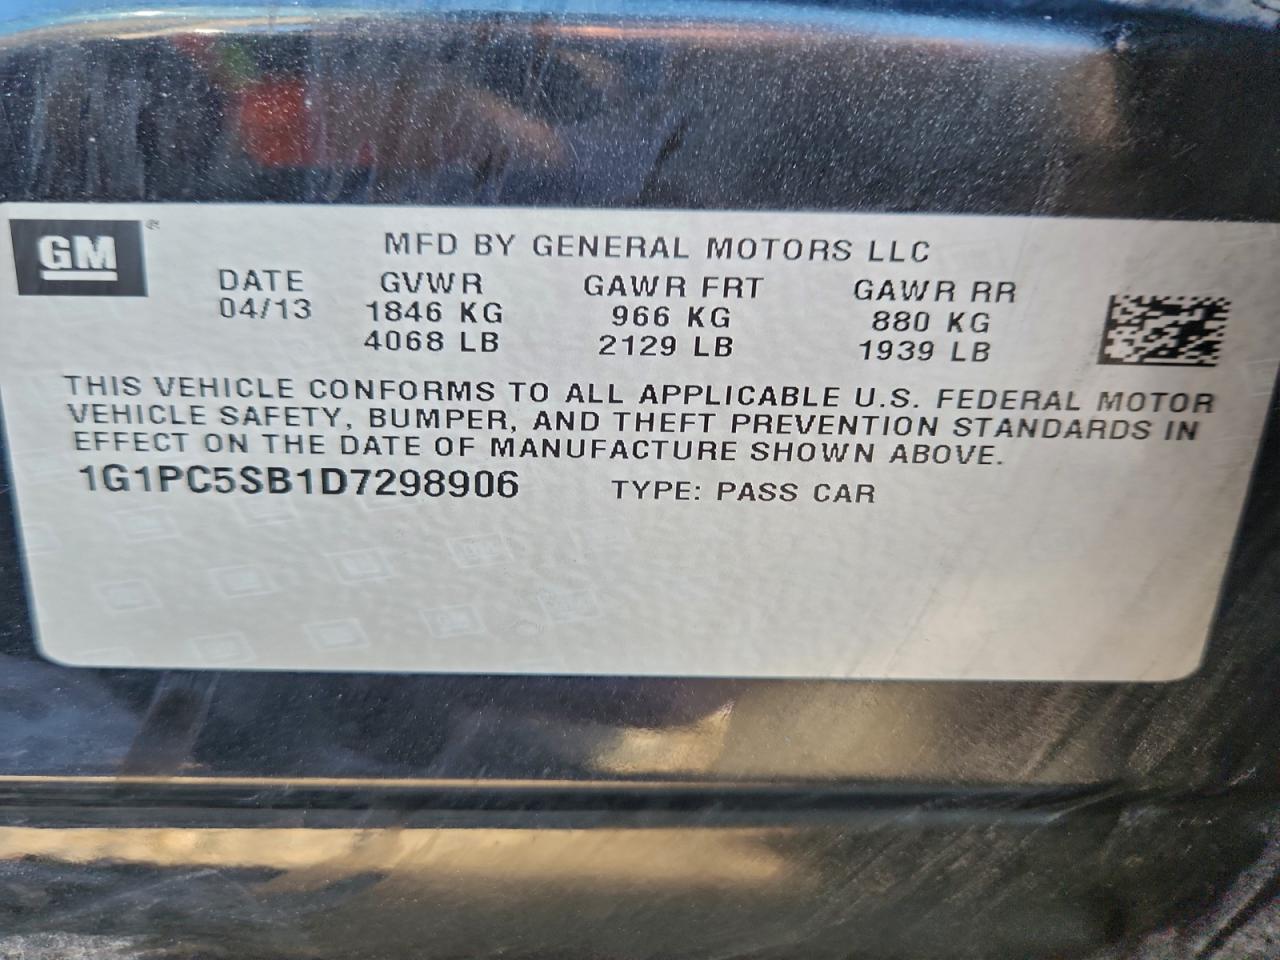 GM
MFD BY GENERAL MOTORS LLC
DATE GVWR GAWR FRT GAWR RR
04/13 1846 KG 966 KG 880 KG
4068 LB 2129 LB 1939 LB
THIS VEHICLE CONFORMS TO ALL APPLICABLE U.S. FEDERAL MOTOR
VEHICLE SAFETY, BUMPER, AND THEFT PREVENTION STANDARDS IN
EFFECT ON THE DATE OF MANUFACTURE SHOWN ABOVE.
1G1PC5SB1D7298906 TYPE: PASS CAR